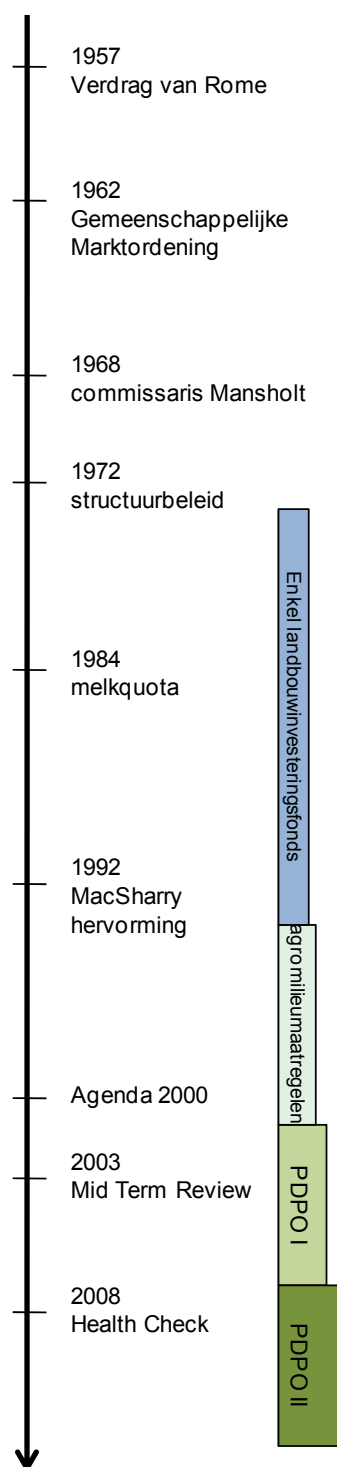 1957
Verdrag van Rome
1962
Gemeenschappelijke
Marktordening
1968
commissaris Mansholt
1972
structuurbeleid
1984
melkquota
1992
MacSharry
hervorming
Agenda 2000
2003
Mid Term Review
2008
Health Check
Enkel landbouwinvesteringsfonds
agromilieumaatregelen
PDPO I
PDPO II